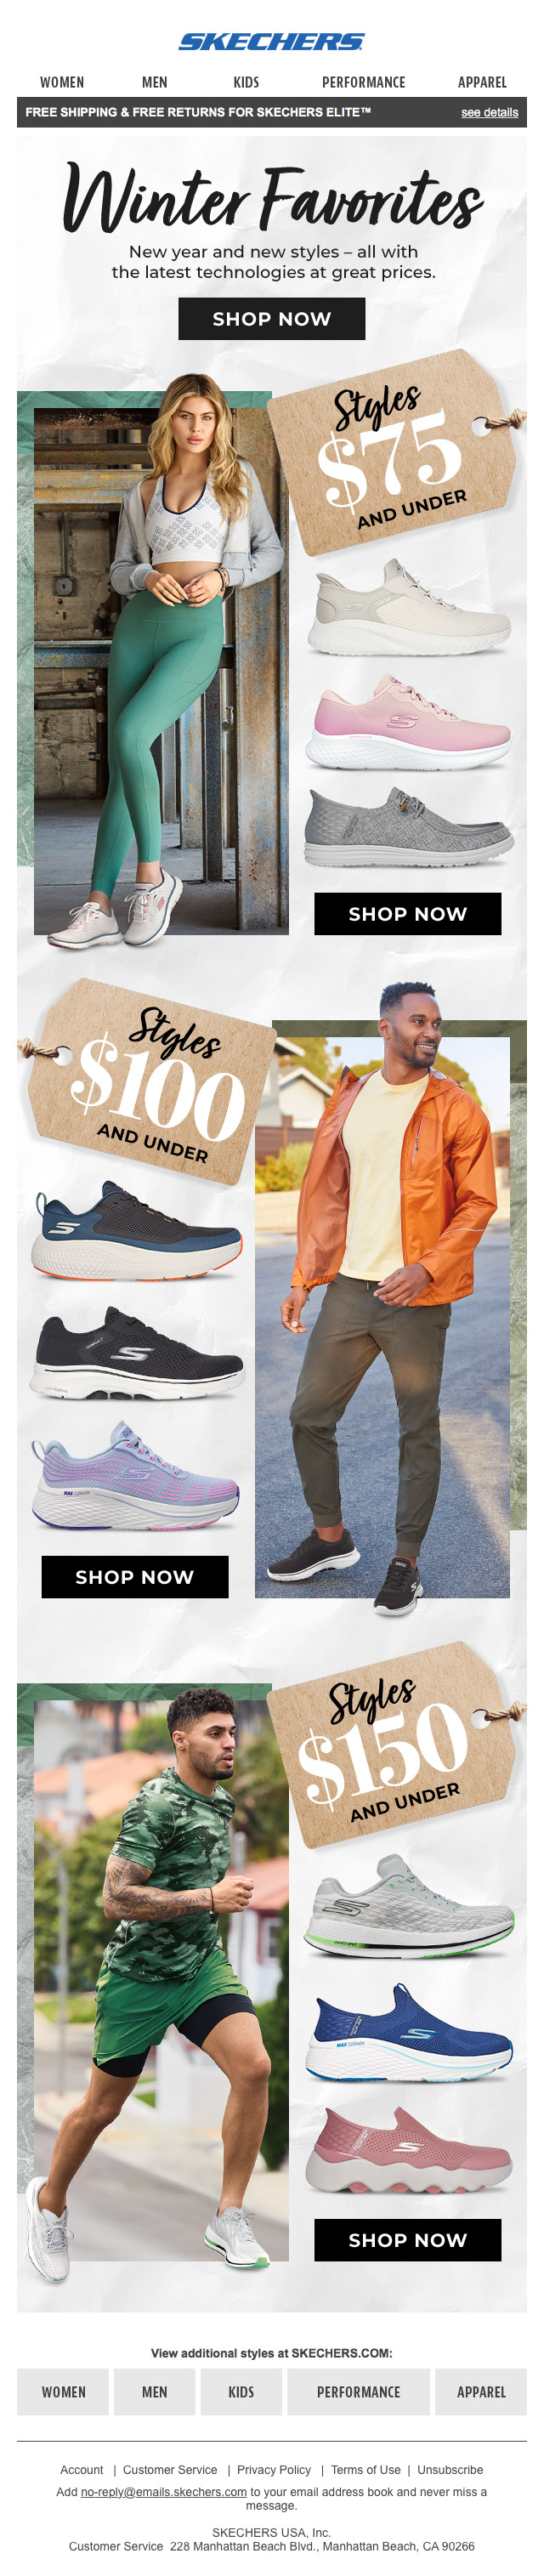 SKECHERS
WOMEN MEN KIDS PERFORMANCE APPAREL
FREE SHIPPING & FREE RETURNS FOR SKECHERS ELITE™ see details
Winter Favorites
New year and new styles – all with
the latest technologies at great prices.
SHOP NOW
Styles
$75
AND UNDER
SHOP NOW
Styles
$100
AND UNDER
MAX CUSHION
SHOP NOW
Styles
$150
AND UNDER
MAX CUSHION
SHOP NOW
View additional styles at SKECHERS.COM:
WOMEN MEN KIDS PERFORMANCE APPAREL
Account | Customer Service | Privacy Policy | Terms of Use | Unsubscribe
Add no-reply@emails.skechers.com to your email address book and never miss a
message.
SKECHERS USA, Inc.
Customer Service 228 Manhattan Beach Blvd., Manhattan Beach, CA 90266